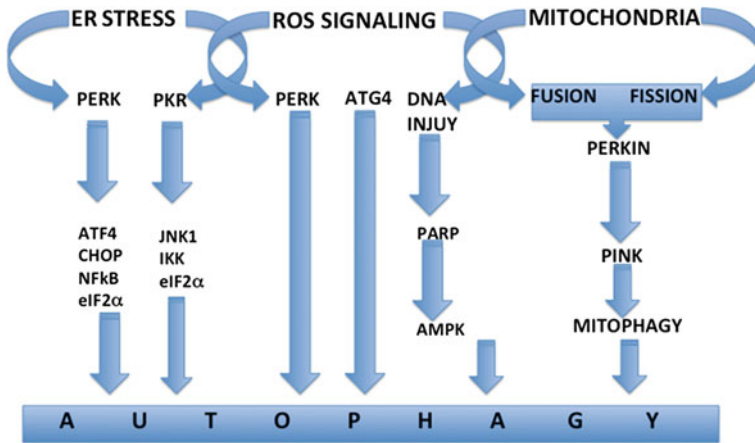 ER STRESS ROS SIGNALING MITOCHONDRIA
PERK PKR PERK ATG4 DNA INJUY FUSION FISSION
PERKIN
ATF4
CHOP
NFkB
eIF2α
JNK1
IKK
eIF2α
PARP
PINK
AMPK
MITOPHAGY
A U T O P H A G Y